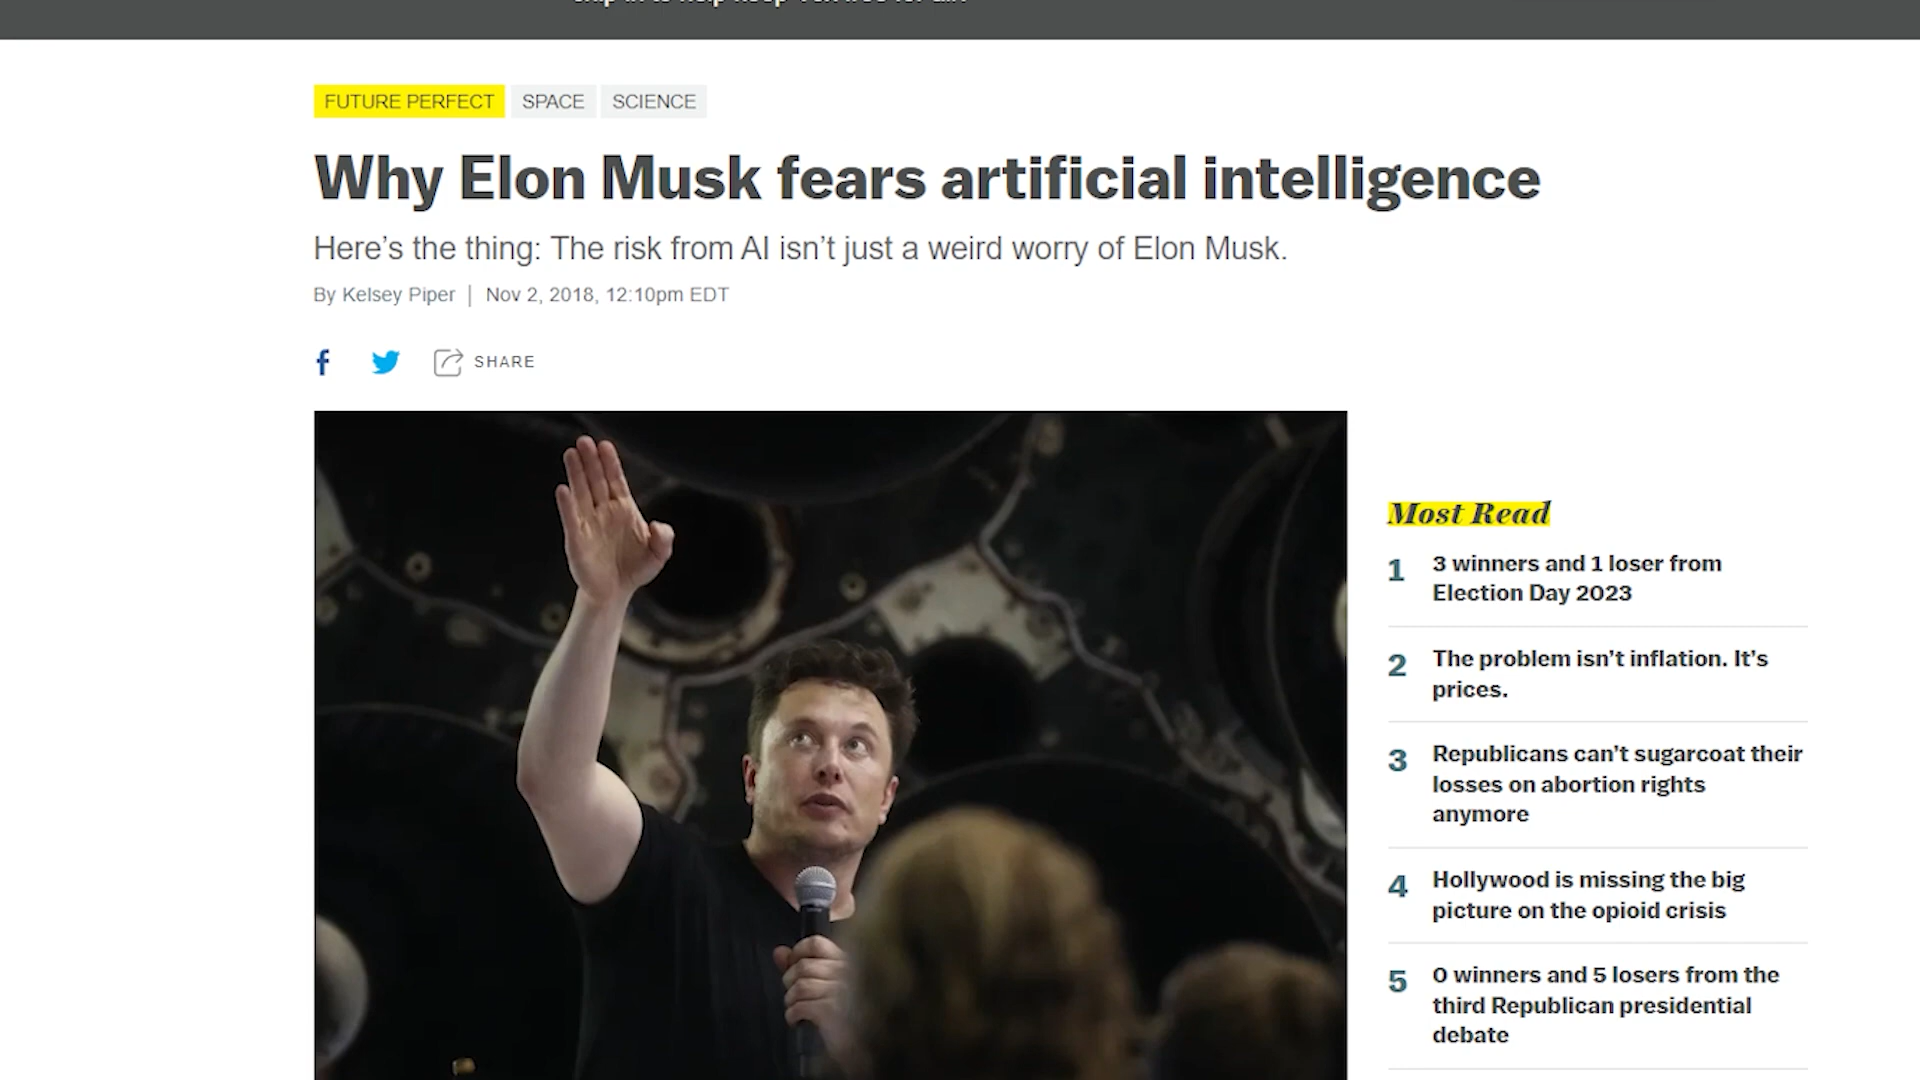 FUTURE PERFECT SPACE SCIENCE
Why Elon Musk fears artificial intelligence
Here’s the thing: The risk from AI isn’t just a weird worry of Elon Musk.
By Kelsey Piper | Nov 2, 2018, 12:10pm EDT
f SHARE
Most Read
1 3 winners and 1 loser from
Election Day 2023
2 The problem isn’t inflation. It’s
prices.
3 Republicans can’t sugarcoat their
losses on abortion rights
anymore
4 Hollywood is missing the big
picture on the opioid crisis
5 0 winners and 5 losers from the
third Republican presidential
debate